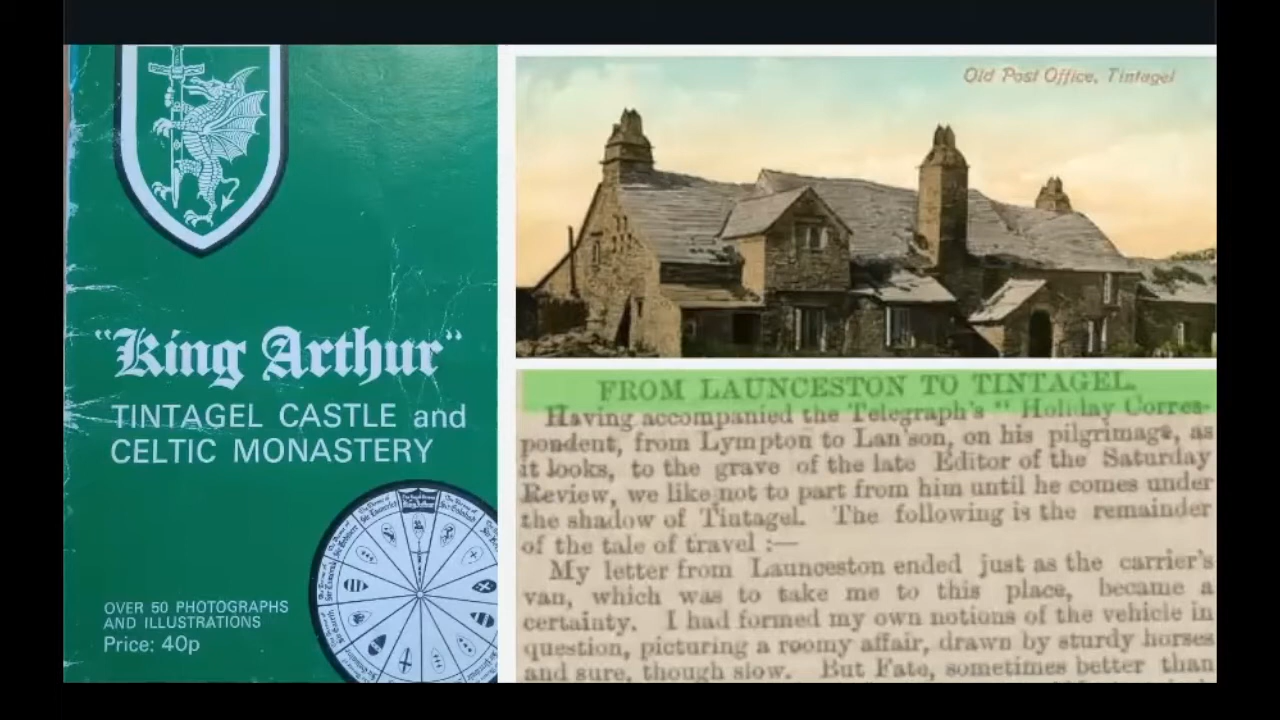 "King Arthur"
TINTAGEL CASTLE and
CELTIC MONASTERY
OVER 50 PHOTOGRAPHS
AND ILLUSTRATIONS
Price: 40p
Old Post Office, Tintagel
FROM LAUNCESTON TO TINTAGEL.
Having accompanied the Telegraph's " Holiday Corres-
pondent, from Lympton to Lan'son, on his pilgrimage, as
it looks, to the grave of the late Editor of the Saturday
Review, we like not to part from him until he comes under
the shadow of Tintagel. The following is the remainder
of the tale of travel :—
My letter from Launceston ended just as the carrier's
van, which was to take me to this place, became a
certainty. I had formed my own notions of the vehicle in
question, picturing a roomy affair, drawn by sturdy horses
and sure, though slow. But Fate, sometimes better than